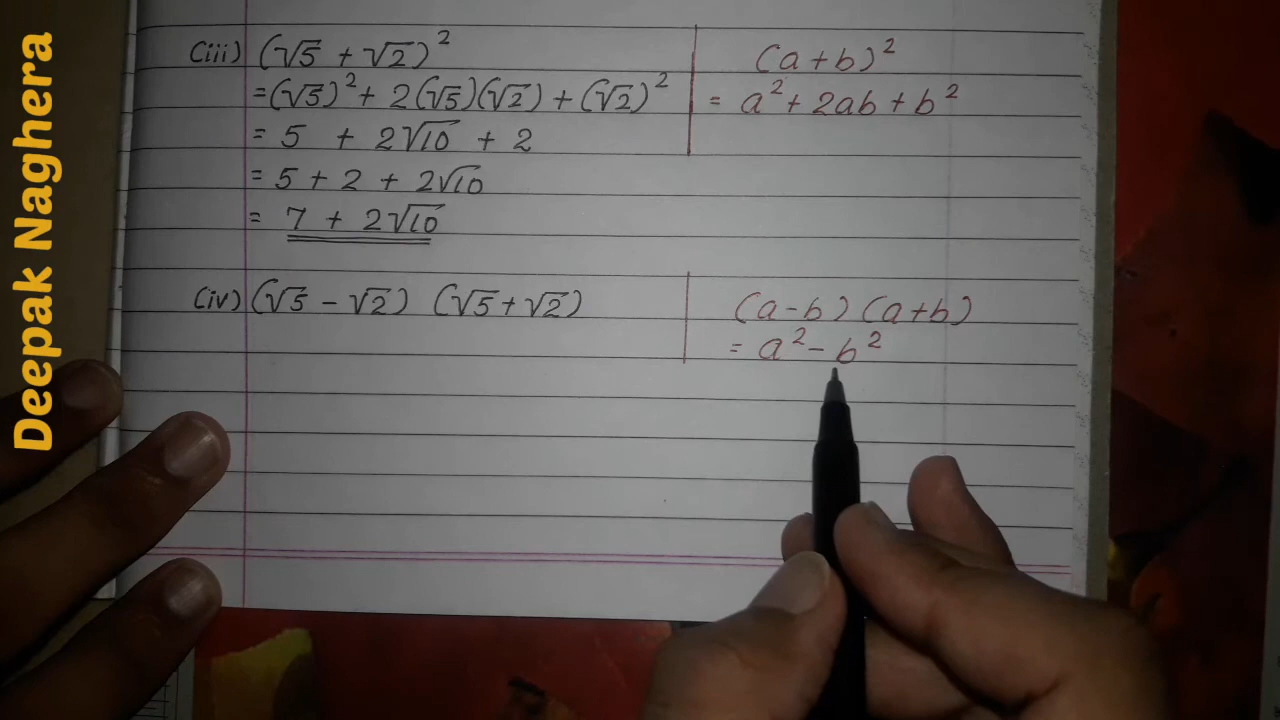 Deepak Naghera
(iii) (√5 + √2)²
= (√5)² + 2(√5)(√2) + (√2)²
= 5 + 2√10 + 2
= 5 + 2 + 2√10
= 7 + 2√10
(a+b)²
= a² + 2ab + b²
(iv) (√5 - √2) (√5 + √2)
(a-b) (a+b)
= a² - b²